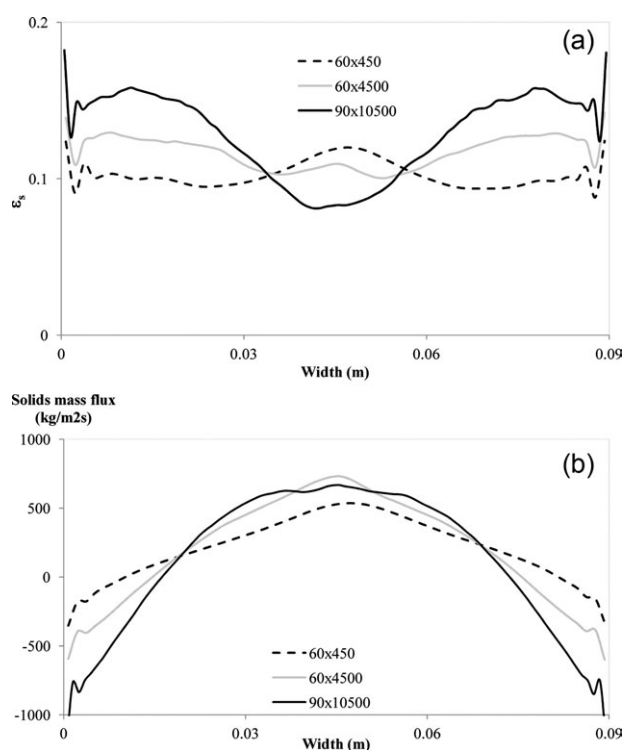 (a)
0.2
60x450
60x4500
90x10500
0.1
εs
0
0 0.03 0.06 0.09
Width (m)
Solids mass flux
(kg/m2s)
(b)
1000
500
0
-500
-1000
60x450
60x4500
90x10500
0 0.03 0.06 0.09
Width (m)